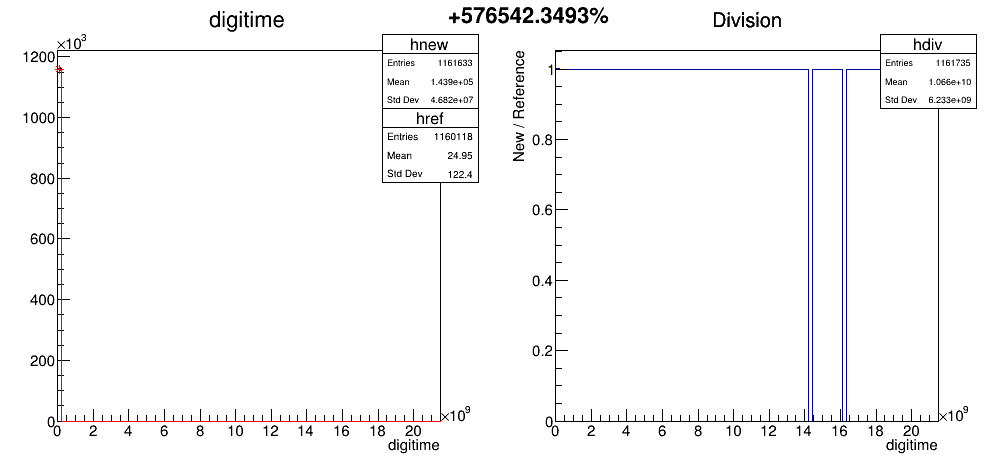 digitime
+576542.3493%
Division
×10³
hnew
Entries 1161633
Mean 1.439e+05
Std Dev 4.682e+07
href
Entries 1160118
Mean 24.95
Std Dev 122.4
1200
1000
800
600
400
200
0
0 2 4 6 8 10 12 14 16 18 20
×10⁹
digitime
hdiv
Entries 1161735
Mean 1.066e+10
Std Dev 6.233e+09
New / Reference
1
0.8
0.6
0.4
0.2
0
0 2 4 6 8 10 12 14 16 18 20
×10⁹
digitime